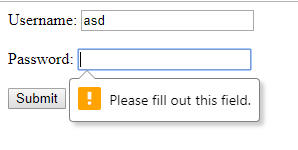 Username: asd
Password:
Submit
! Please fill out this field.